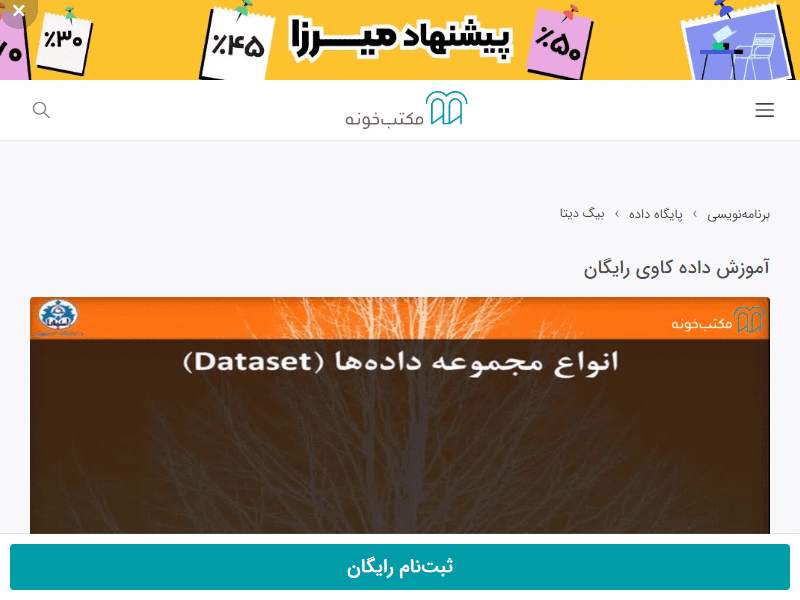 ٪۳۰
٪۴۵
پیشنهاد میرزا
٪۵۰
مکتب‌خونه
برنامه‌نویسی › پایگاه داده › بیگ دیتا
آموزش داده کاوی رایگان
مکتب‌خونه
انواع مجموعه داده‌ها (Dataset)
ثبت‌نام رایگان